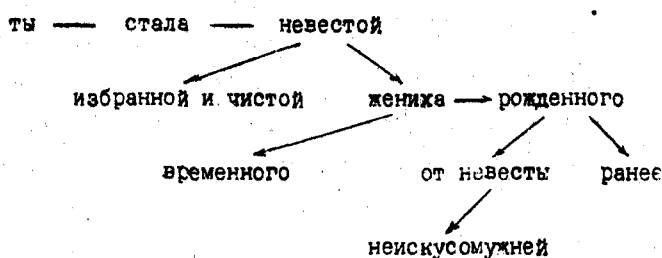 ты — стала — невестой
избранной и чистой жениха рожденного
временного от невесты ранее
неискусомужней